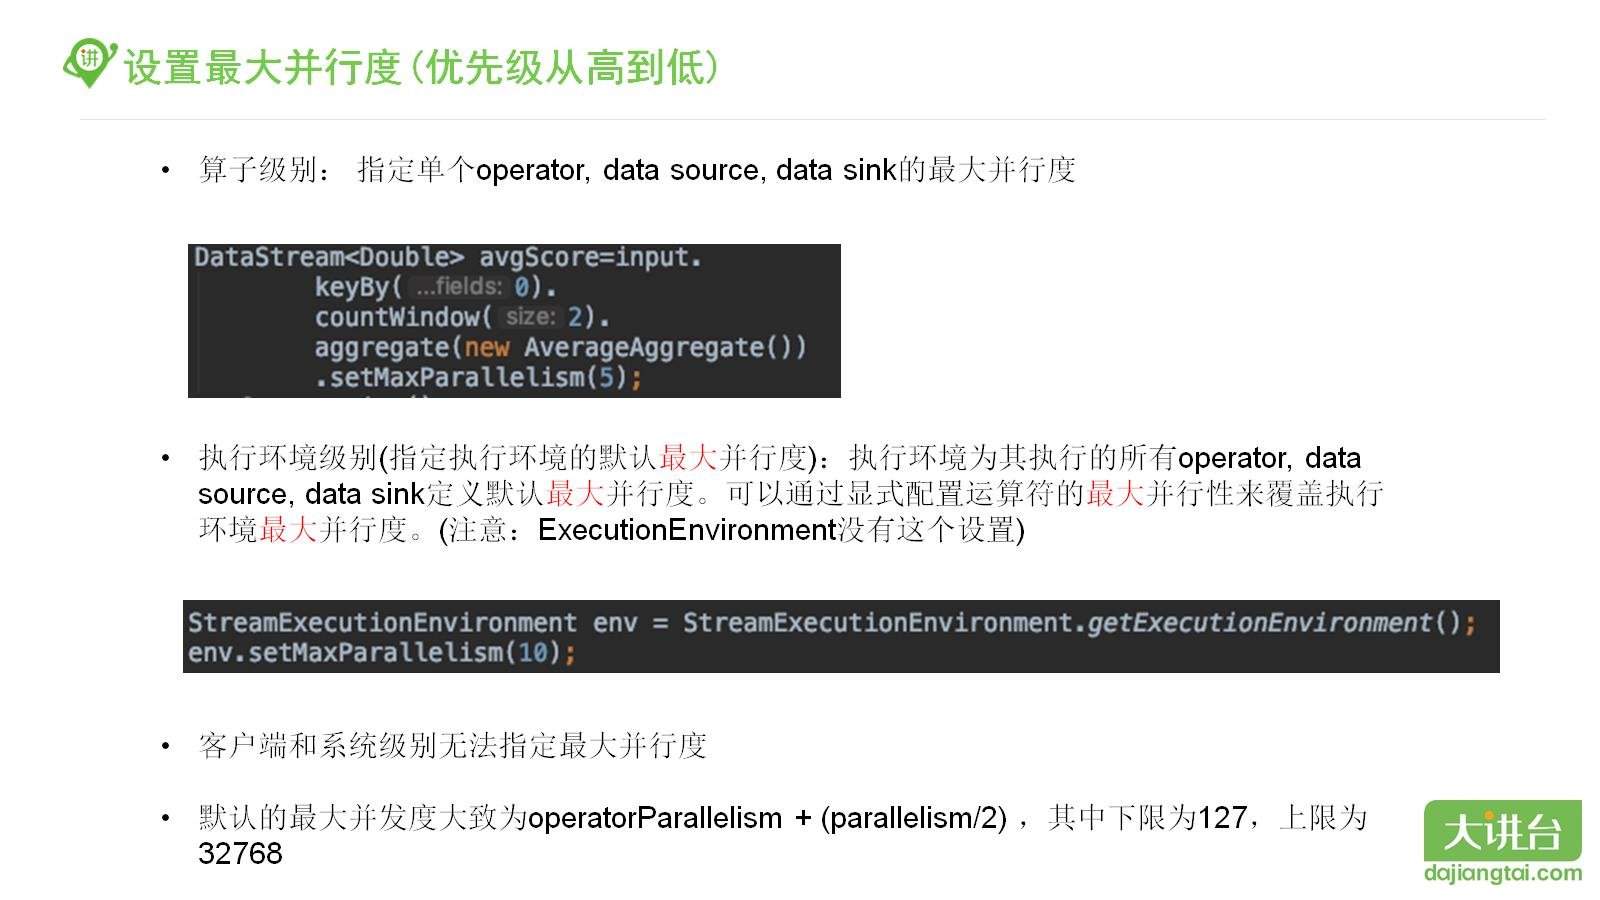 讲
设置最大并行度(优先级从高到低)
• 算子级别： 指定单个operator, data source, data sink的最大并行度
DataStream<Double> avgScore=input.
keyBy( ...fields: 0).
countWindow( size: 2).
aggregate(new AverageAggregate())
.setMaxParallelism(5);
• 执行环境级别(指定执行环境的默认最大并行度)：执行环境为其执行的所有operator, data
source, data sink定义默认最大并行度。可以通过显式配置运算符的最大并行性来覆盖执行
环境最大并行度。(注意：ExecutionEnvironment没有这个设置)
StreamExecutionEnvironment env = StreamExecutionEnvironment.getExecutionEnvironment();
env.setMaxParallelism(10);
• 客户端和系统级别无法指定最大并行度
• 默认的最大并发度大致为operatorParallelism + (parallelism/2) ，其中下限为127，上限为
32768
大讲台
dajiangtai.com